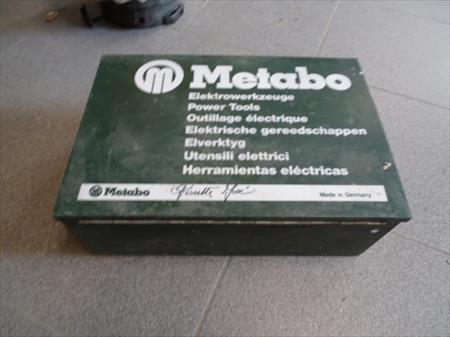 Metabo
Elektrowerkzeuge
Power Tools
Outillage électrique
Elektrische gereedschappen
Elverktyg
Utensili elettrici
Herramientas eléctricas
Metabo
Made in Germany